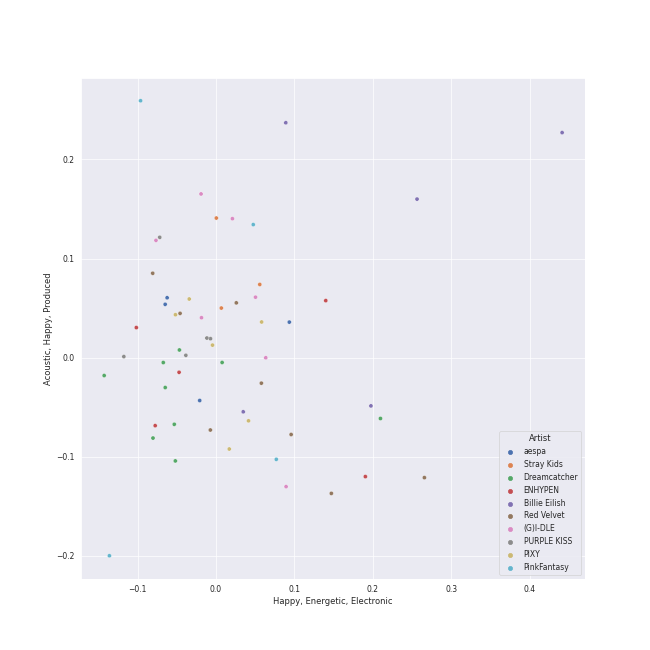 0.2
0.1
0.0
−0.1
−0.2
Acoustic, Happy, Produced
−0.1
0.0
0.1
0.2
0.3
0.4
Happy, Energetic, Electronic
Artist
aespa
Stray Kids
Dreamcatcher
ENHYPEN
Billie Eilish
Red Velvet
(G)I-DLE
PURPLE KISS
PIXY
PinkFantasy